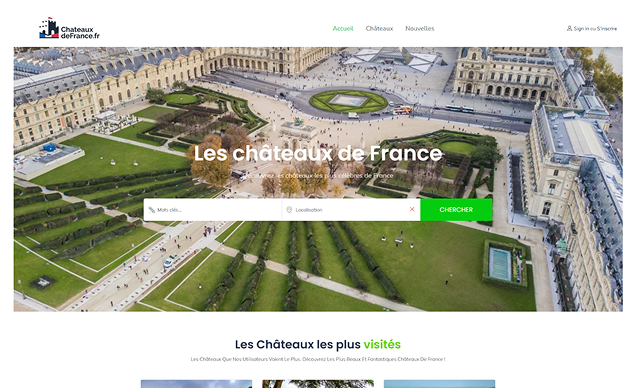 Chateaux
deFrance.fr
Accueil Châteaux Nouvelles
Sign in ou S'inscrire
Les châteaux de France
les châteaux les plus célèbres de France
Mots clés...
Localisation
CHERCHER
Les Châteaux les plus visités
Les Châteaux Que Nos Utilisateurs Voient Le Plus. Découvrez Les Plus Beaux Et Fantastiques Châteaux De France !